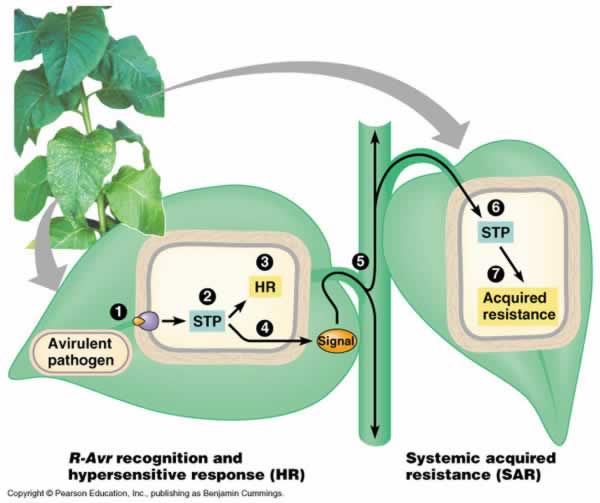 1
Avirulent
pathogen
2
STP
3
HR
4
Signal
5
6
STP
7
Acquired
resistance
R-Avr recognition and
hypersensitive response (HR)
Systemic acquired
resistance (SAR)
Copyright © Pearson Education, Inc., publishing as Benjamin Cummings.